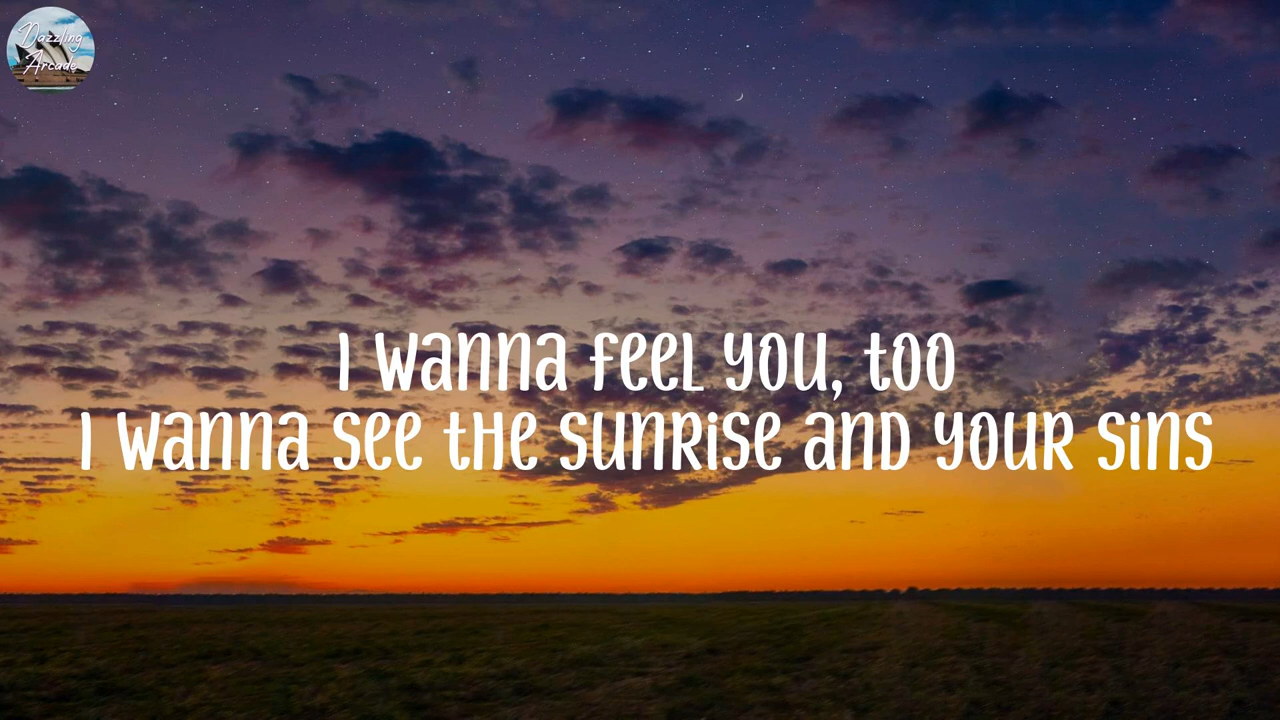 Dazzling
Arcade
I wanna feel you, too
I wanna see the sunrise and your sins